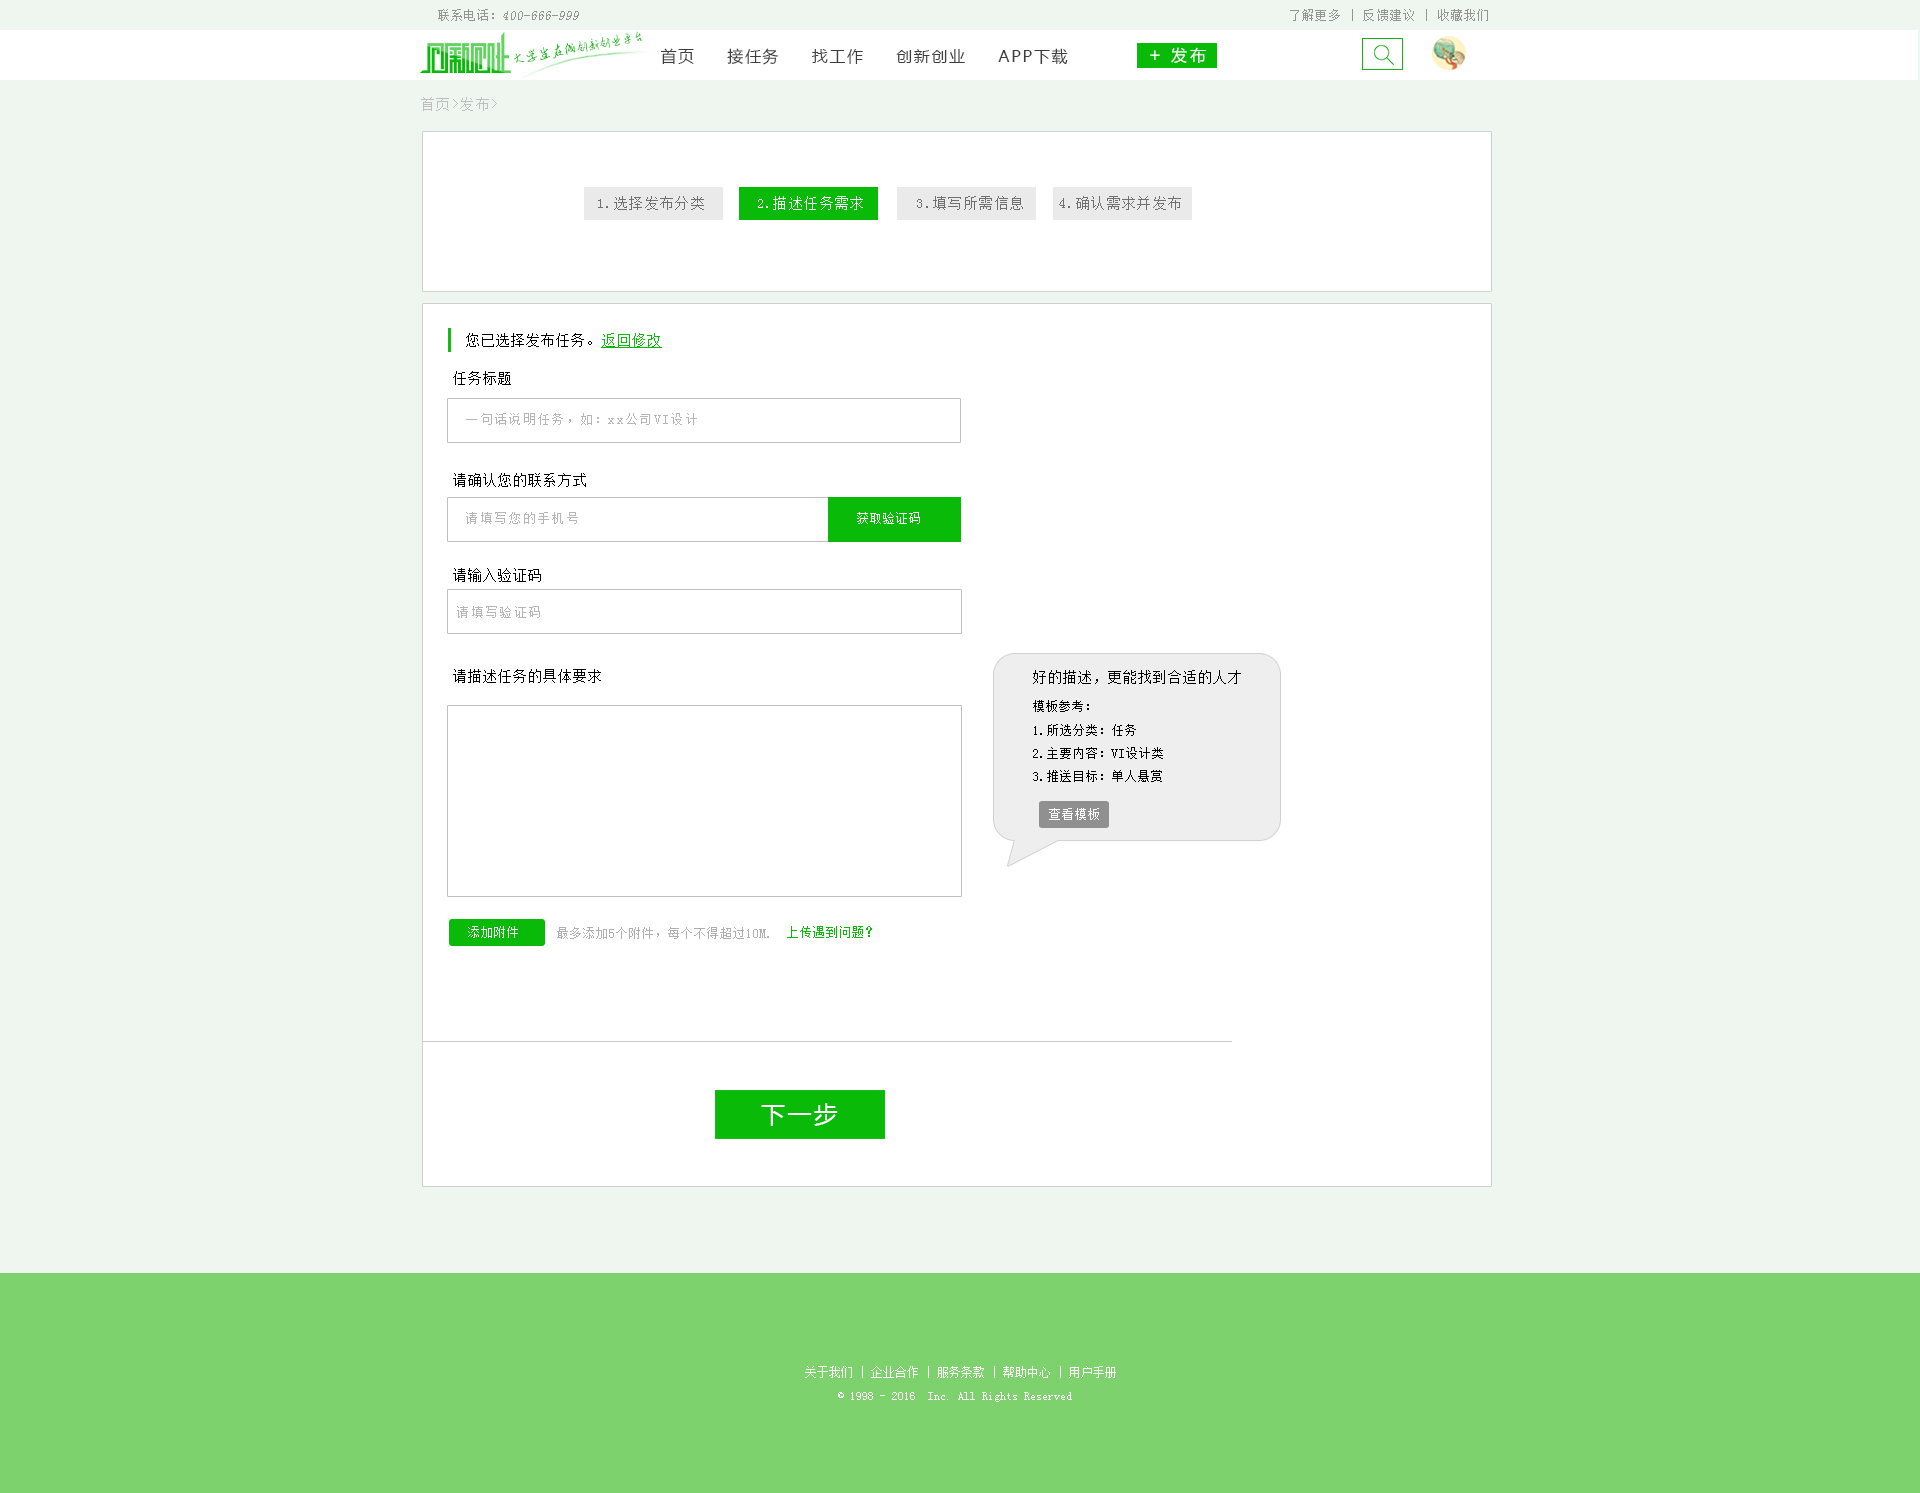 联系电话：400-666-999
了解更多 | 反馈建议 | 收藏我们
大学生在线创新创业平台
首页 接任务 找工作 创新创业 APP下载 + 发布
首页>发布>
1.选择发布分类 2.描述任务需求 3.填写所需信息 4.确认需求并发布
您已选择发布任务。返回修改
任务标题
一句话说明任务，如：xx公司VI设计
请确认您的联系方式
请填写您的手机号 获取验证码
请输入验证码
请填写验证码
请描述任务的具体要求
好的描述，更能找到合适的人才
模板参考：
1.所选分类：任务
2.主要内容：VI设计类
3.推送目标：单人悬赏
查看模板
添加附件 最多添加5个附件，每个不得超过10M. 上传遇到问题？
下一步
关于我们 | 企业合作 | 服务条款 | 帮助中心 | 用户手册
© 1998 - 2016 Inc. All Rights Reserved